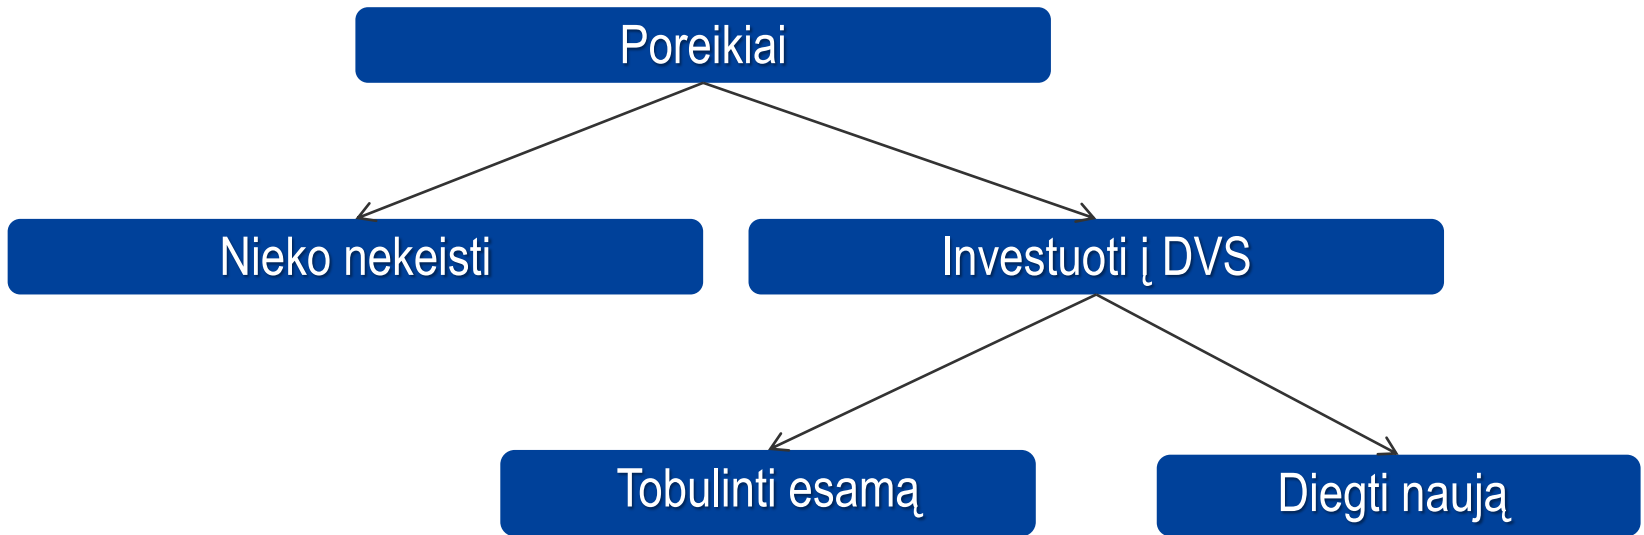 Poreikiai
Nieko nekeisti
Investuoti į DVS
Tobulinti esamą
Diegti naują